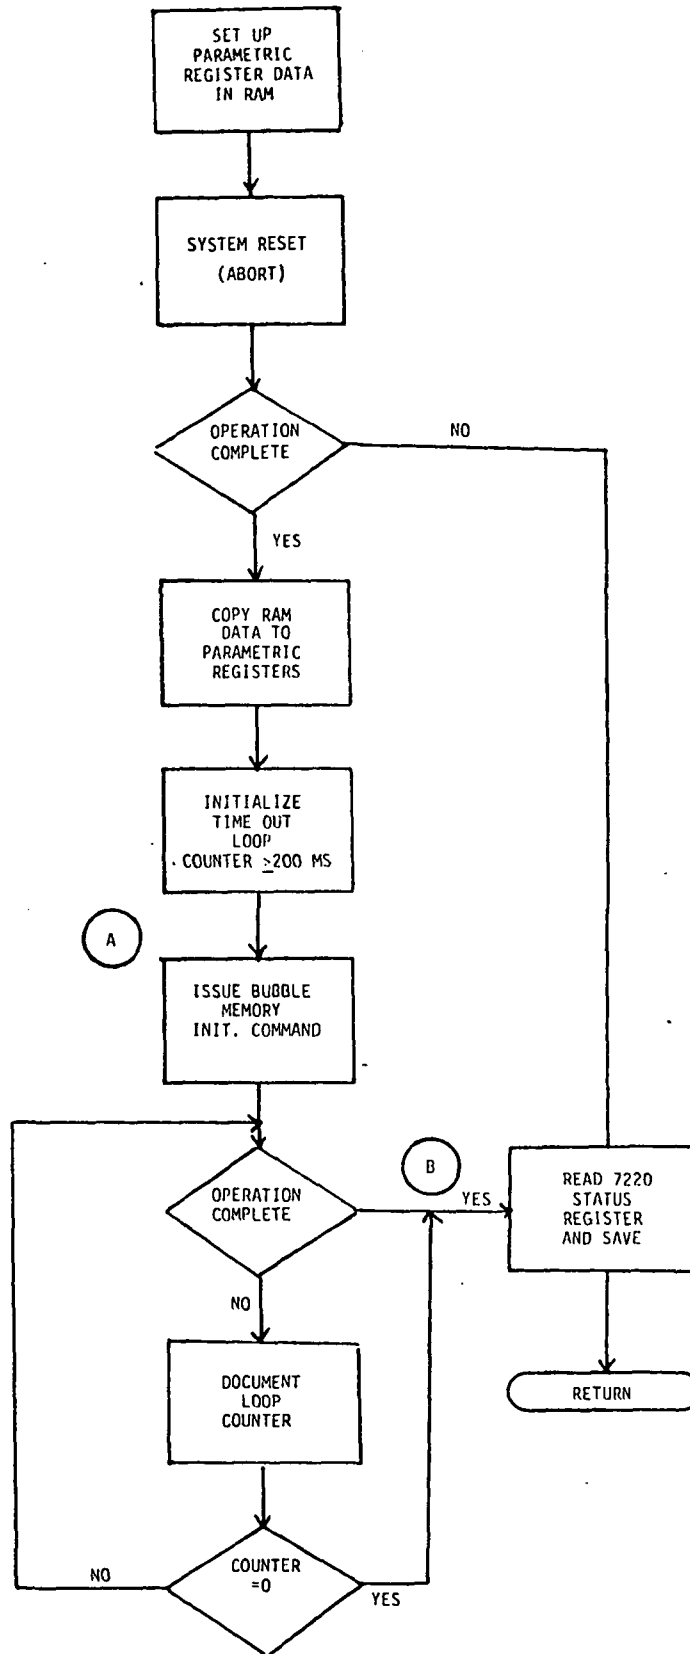 SET UP
PARAMETRIC
REGISTER DATA
IN RAM
SYSTEM RESET
(ABORT)
OPERATION
COMPLETE
NO
YES
COPY RAM
DATA TO
PARAMETRIC
REGISTERS
INITIALIZE
TIME OUT
LOOP
COUNTER ≥200 MS
A
ISSUE BUBBLE
MEMORY
INIT. COMMAND
B
OPERATION
COMPLETE
YES
READ 7220
STATUS
REGISTER
AND SAVE
NO
DOCUMENT
LOOP
COUNTER
RETURN
COUNTER
=0
NO
YES